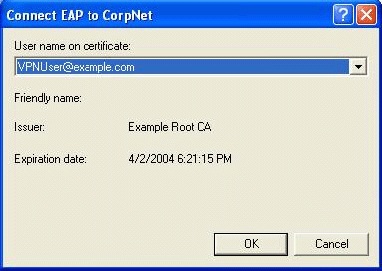 Connect EAP to CorpNet
User name on certificate:
VPNUser@example.com
Friendly name:
Issuer: Example Root CA
Expiration date: 4/2/2004 6:21:15 PM
OK Cancel